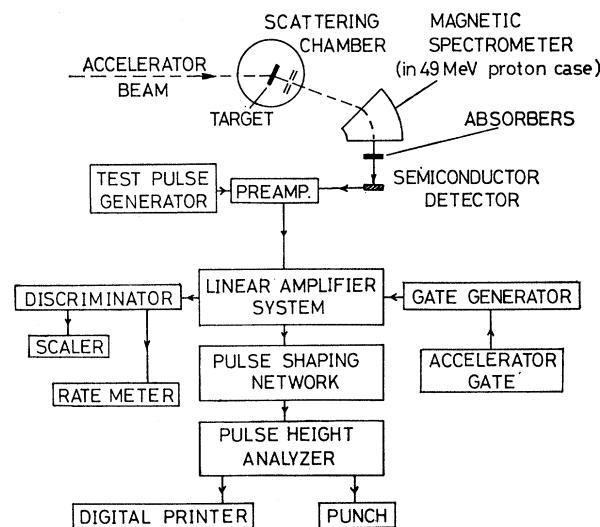 SCATTERING
CHAMBER
MAGNETIC
SPECTROMETER
(in 49 MeV proton case)
ACCELERATOR
BEAM
TARGET
ABSORBERS
TEST PULSE
GENERATOR
PREAMP.
SEMICONDUCTOR
DETECTOR
LINEAR AMPLIFIER
SYSTEM
DISCRIMINATOR
GATE GENERATOR
SCALER
RATE METER
PULSE SHAPING
NETWORK
ACCELERATOR
GATE
PULSE HEIGHT
ANALYZER
DIGITAL PRINTER
PUNCH